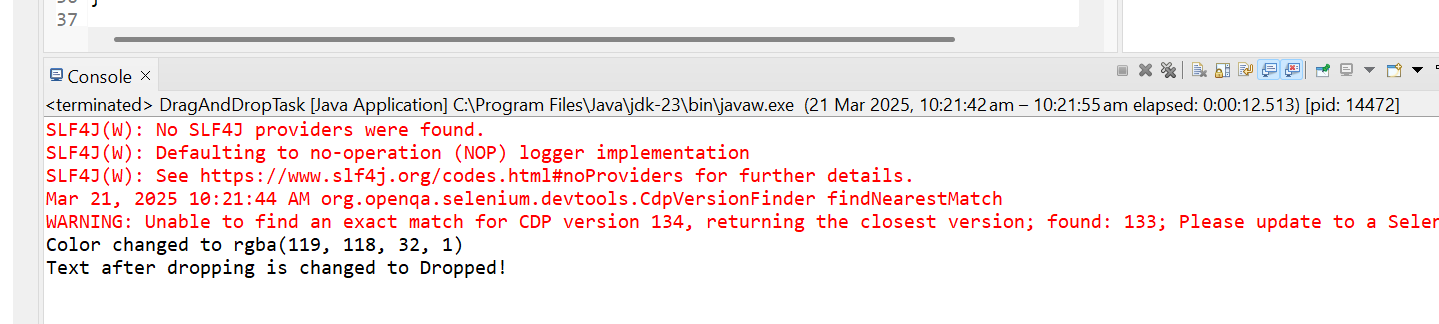 37
Console
<terminated> DragAndDropTask [Java Application] C:\Program Files\Java\jdk-23\bin\javaw.exe (21 Mar 2025, 10:21:42 am – 10:21:55 am elapsed: 0:00:12.513) [pid: 14472]
SLF4J(W): No SLF4J providers were found.
SLF4J(W): Defaulting to no-operation (NOP) logger implementation
SLF4J(W): See https://www.slf4j.org/codes.html#noProviders for further details.
Mar 21, 2025 10:21:44 AM org.openqa.selenium.devtools.CdpVersionFinder findNearestMatch
WARNING: Unable to find an exact match for CDP version 134, returning the closest version; found: 133; Please update to a Selen
Color changed to rgba(119, 118, 32, 1)
Text after dropping is changed to Dropped!